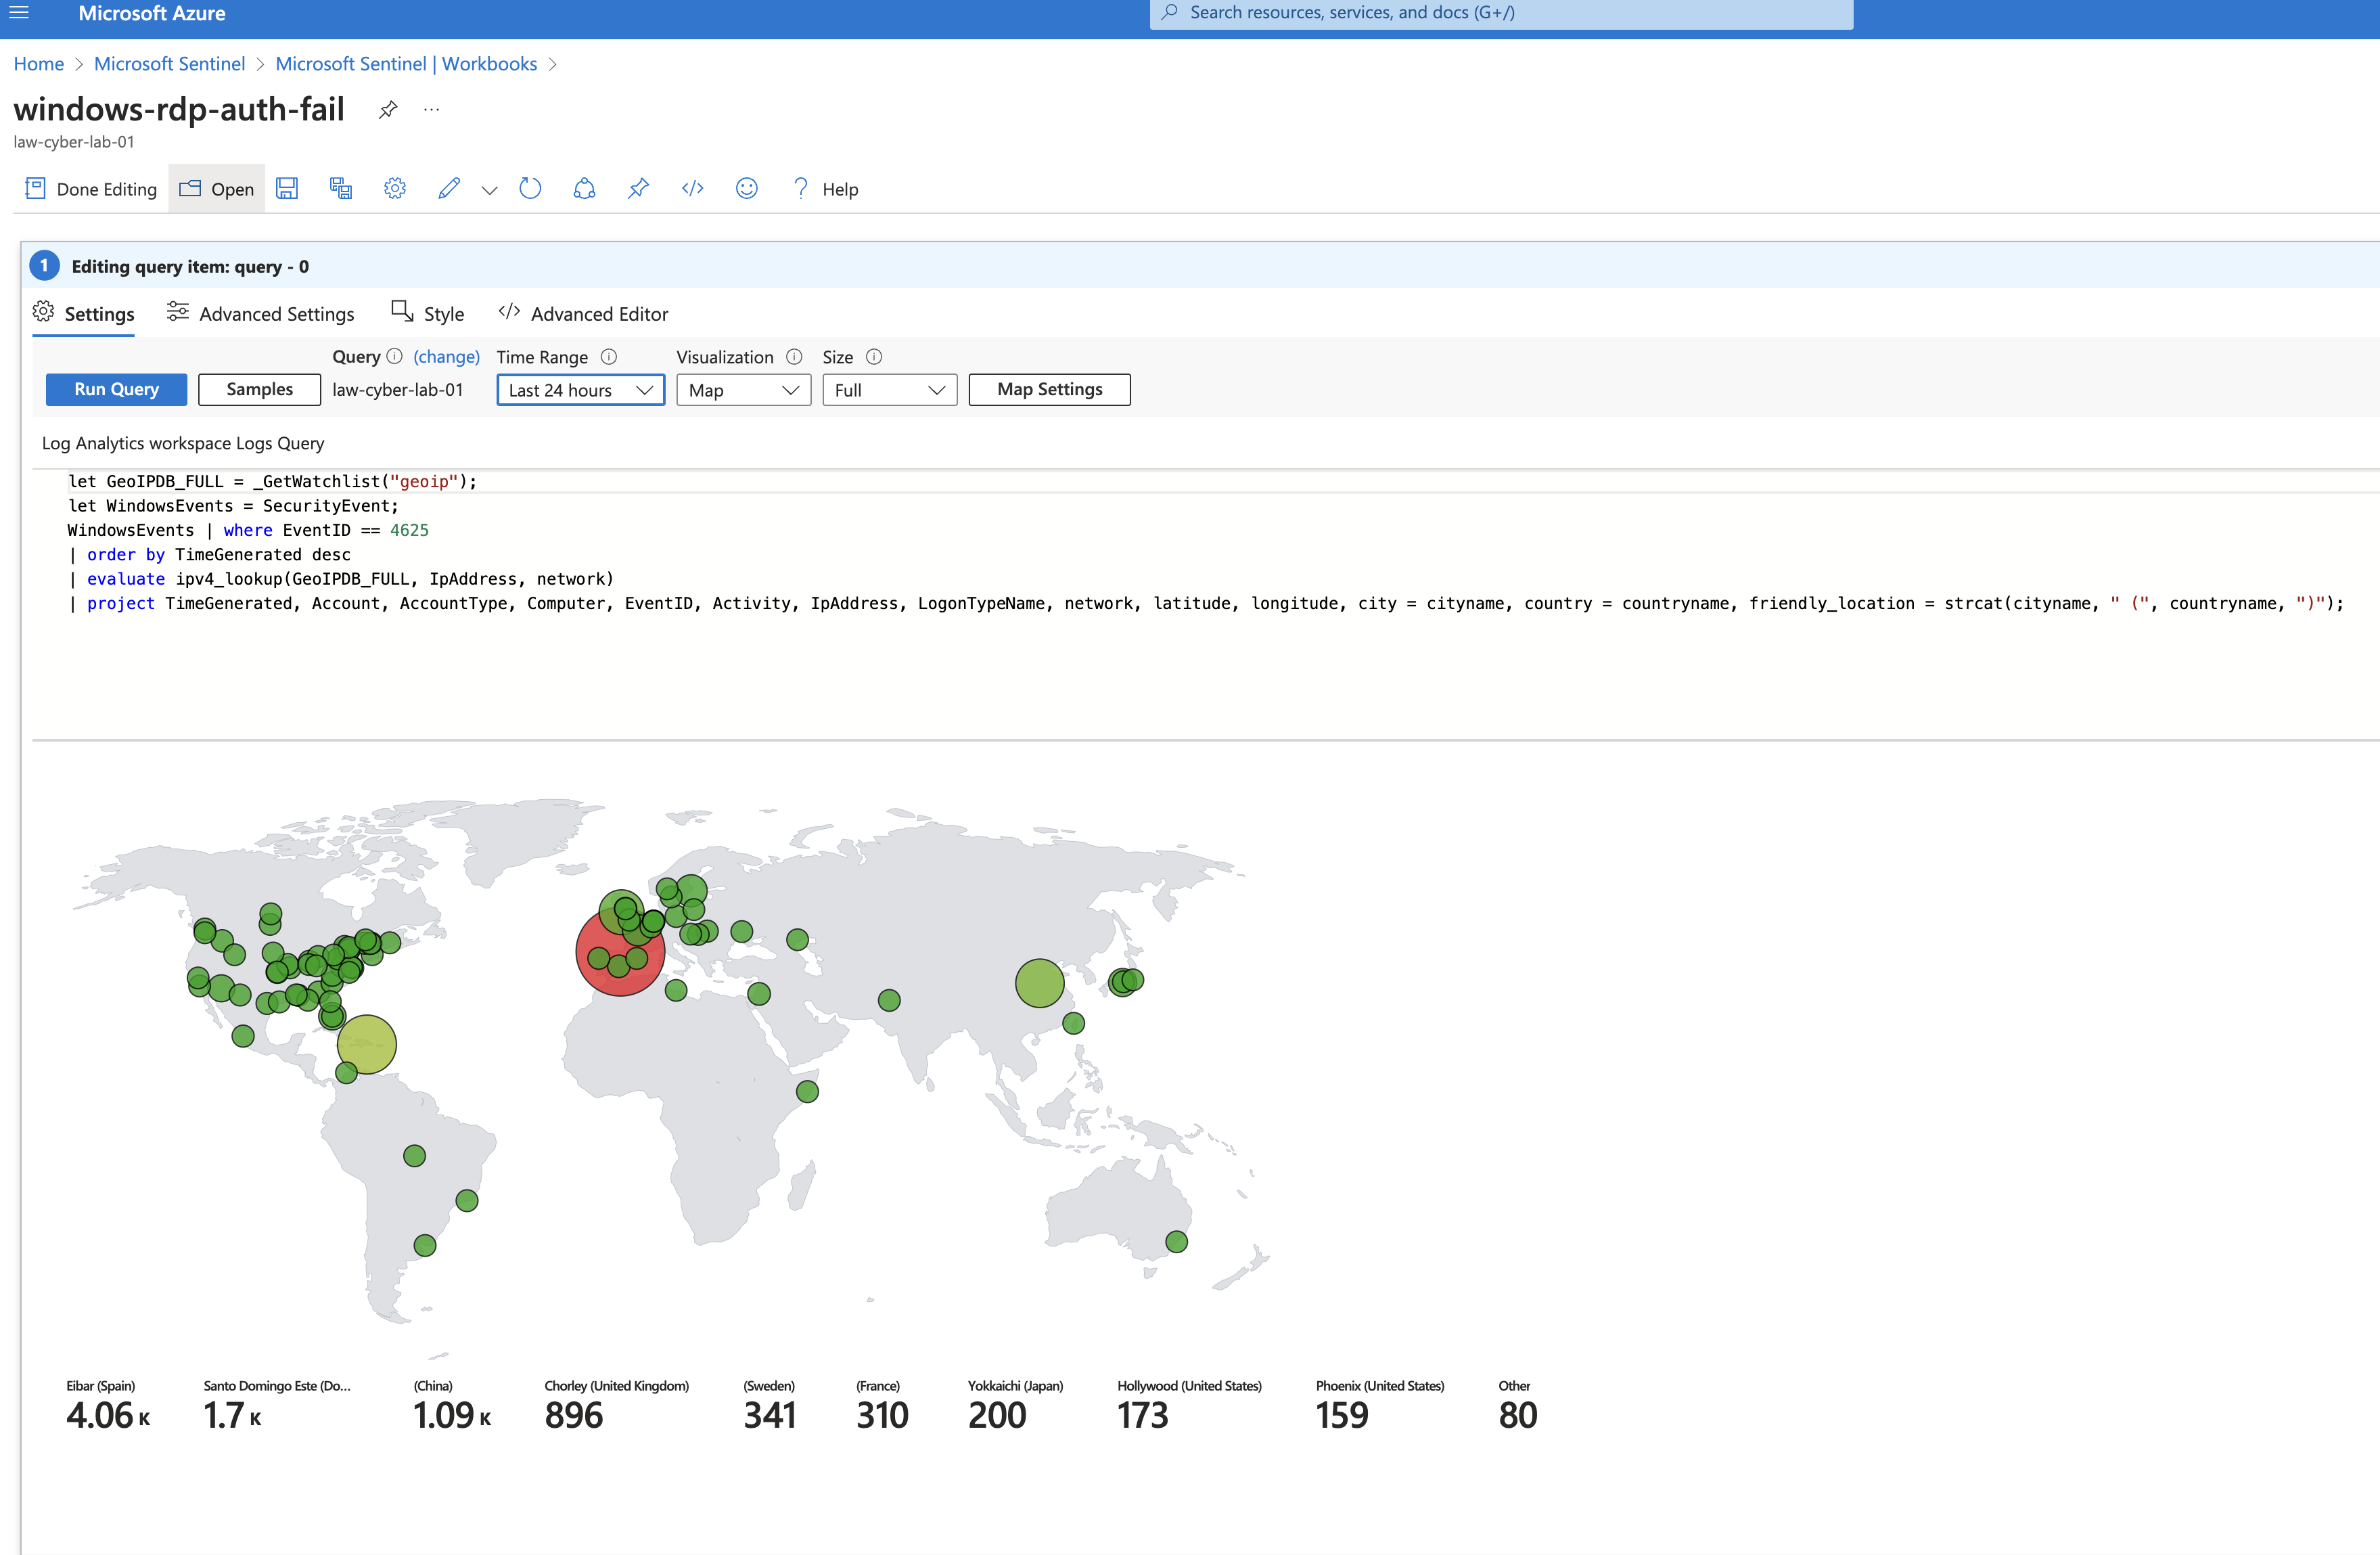 Microsoft Azure
Search resources, services, and docs (G+/)
Home > Microsoft Sentinel > Microsoft Sentinel | Workbooks >
windows-rdp-auth-fail ...
law-cyber-lab-01
Done Editing Open </> ? Help
1 Editing query item: query - 0
Settings Advanced Settings Style </> Advanced Editor
Query (change) Time Range Visualization Size
Run Query Samples law-cyber-lab-01 Last 24 hours Map Full Map Settings
Log Analytics workspace Logs Query
let GeoIPDB_FULL = _GetWatchlist("geoip");
let WindowsEvents = SecurityEvent;
WindowsEvents | where EventID == 4625
| order by TimeGenerated desc
| evaluate ipv4_lookup(GeoIPDB_FULL, IpAddress, network)
| project TimeGenerated, Account, AccountType, Computer, EventID, Activity, IpAddress, LogonTypeName, network, latitude, longitude, city = cityname, country = countryname, friendly_location = strcat(cityname, " (", countryname, ")");
Eibar (Spain) Santo Domingo Este (Do... (China) Chorley (United Kingdom) (Sweden) (France) Yokkaichi (Japan) Hollywood (United States) Phoenix (United States) Other
4.06 K 1.7 K 1.09 K 896 341 310 200 173 159 80